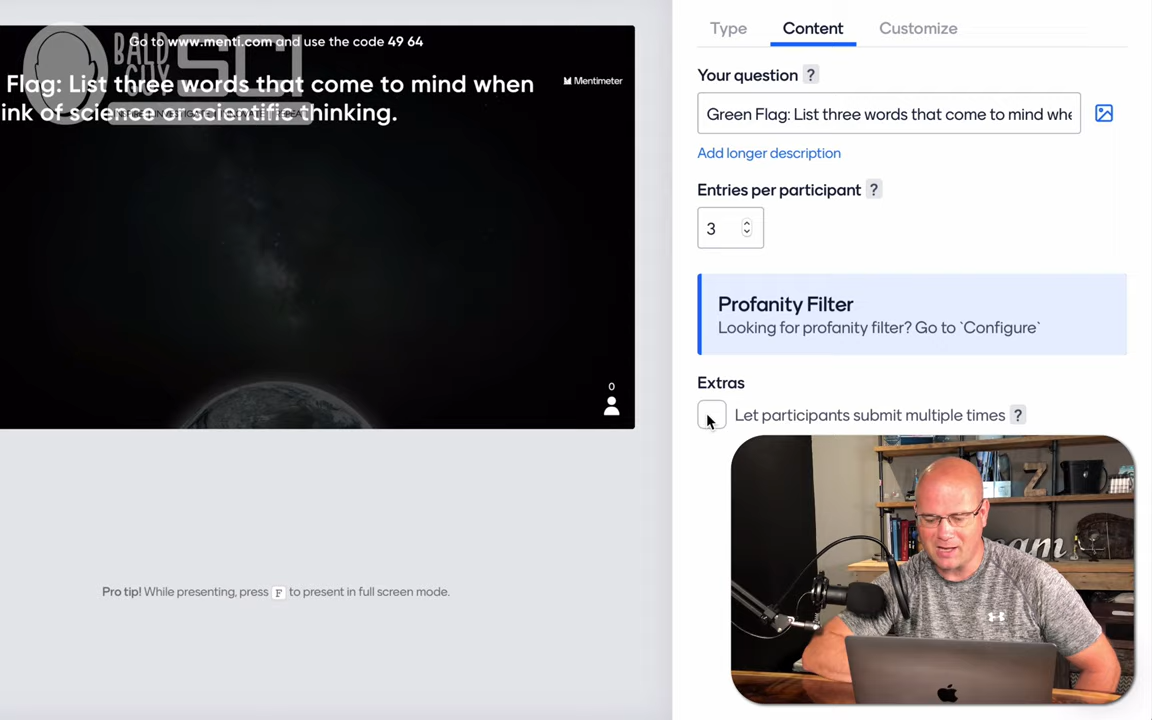 Go to www.menti.com and use the code 49 64
BALD
GUY
SCI
Flag: List three words that come to mind when
ink of science or scientific thinking.
Mentimeter
0
Pro tip! While presenting, press F to present in full screen mode.
Type
Content
Customize
Your question ?
Green Flag: List three words that come to mind whe
Add longer description
Entries per participant ?
3
Profanity Filter
Looking for profanity filter? Go to `Configure`
Extras
Let participants submit multiple times ?
Z
am